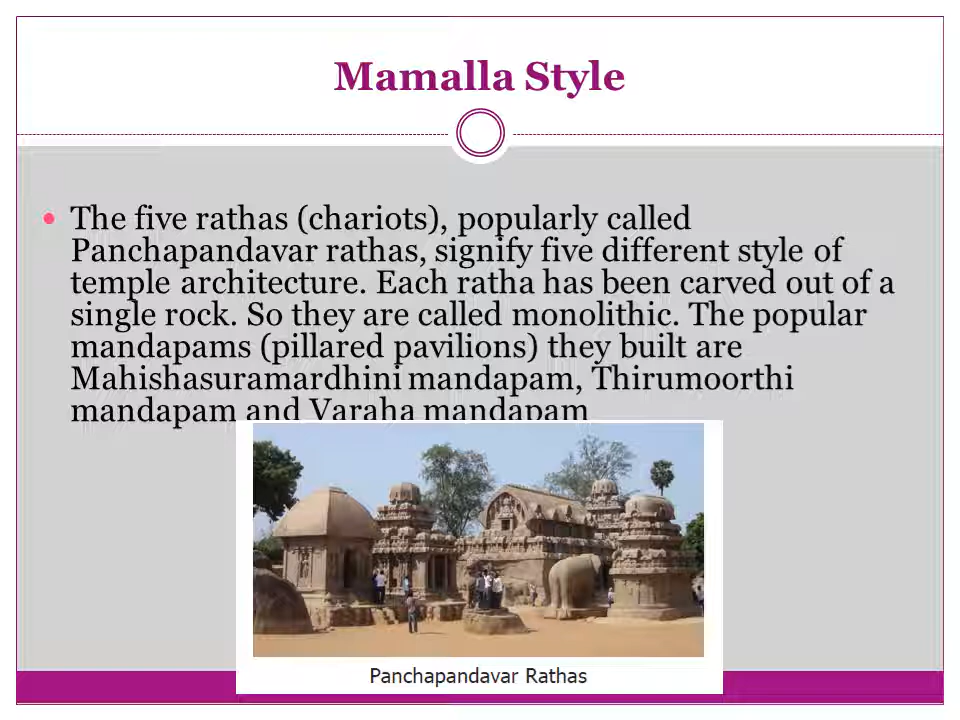 Mamalla Style
The five rathas (chariots), popularly called
Panchapandavar rathas, signify five different style of
temple architecture. Each ratha has been carved out of a
single rock. So they are called monolithic. The popular
mandapams (pillared pavilions) they built are
Mahishasuramardhini mandapam, Thirumoorthi
mandapam and Varaha mandapam
Panchapandavar Rathas